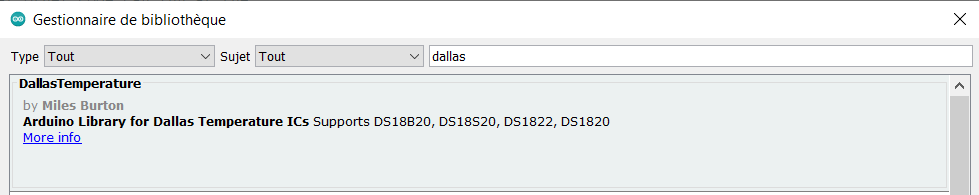 Gestionnaire de bibliothèque
Type Tout Sujet Tout dallas
DallasTemperature
by Miles Burton
Arduino Library for Dallas Temperature ICs Supports DS18B20, DS18S20, DS1822, DS1820
More info